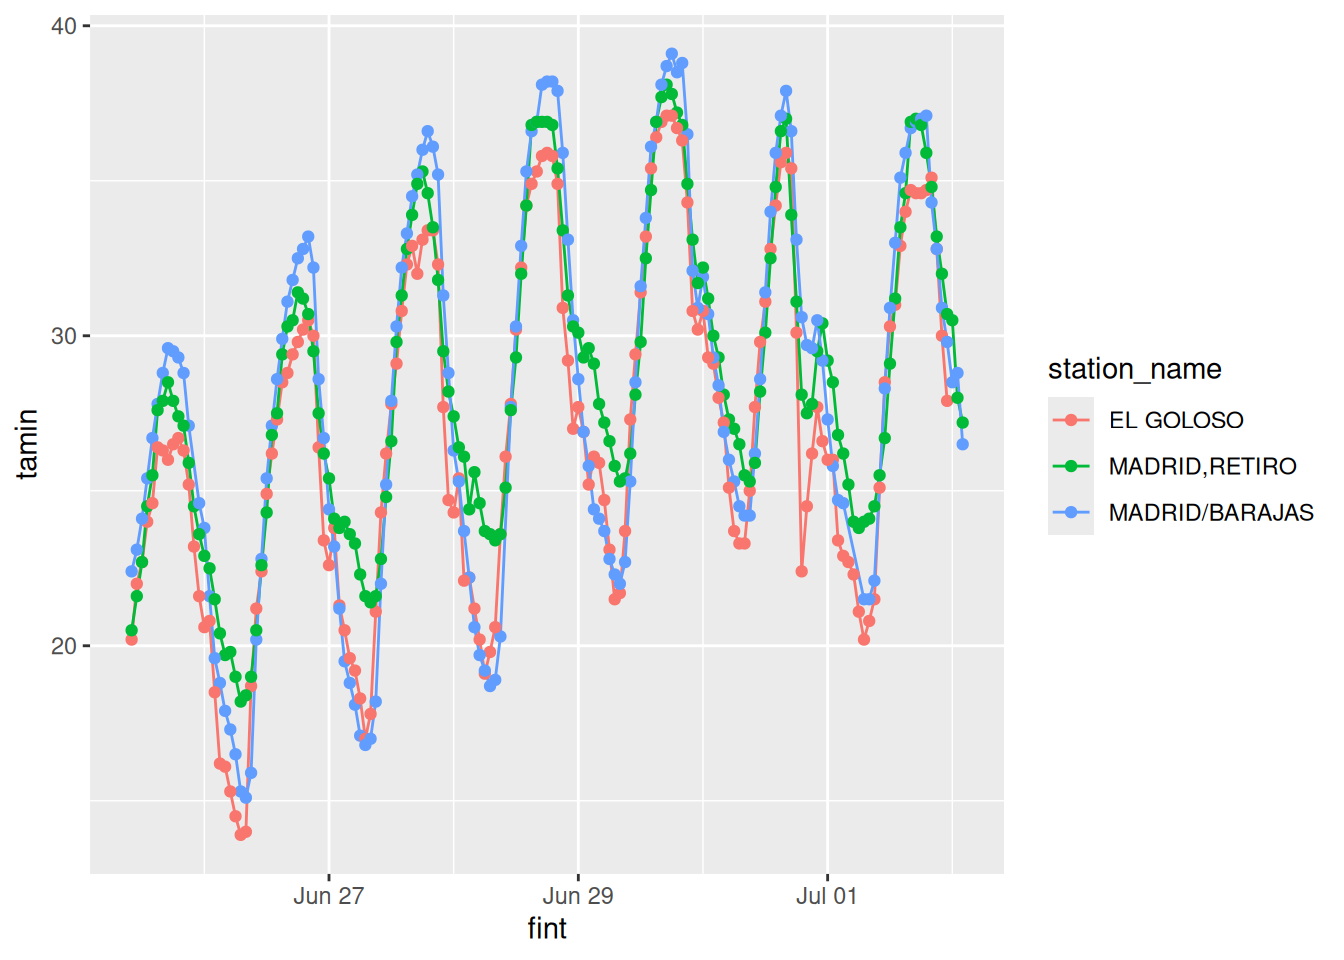 40
30
20
tamin
Jun 27
Jun 29
Jul 01
fint
station_name
EL GOLOSO
MADRID,RETIRO
MADRID/BARAJAS